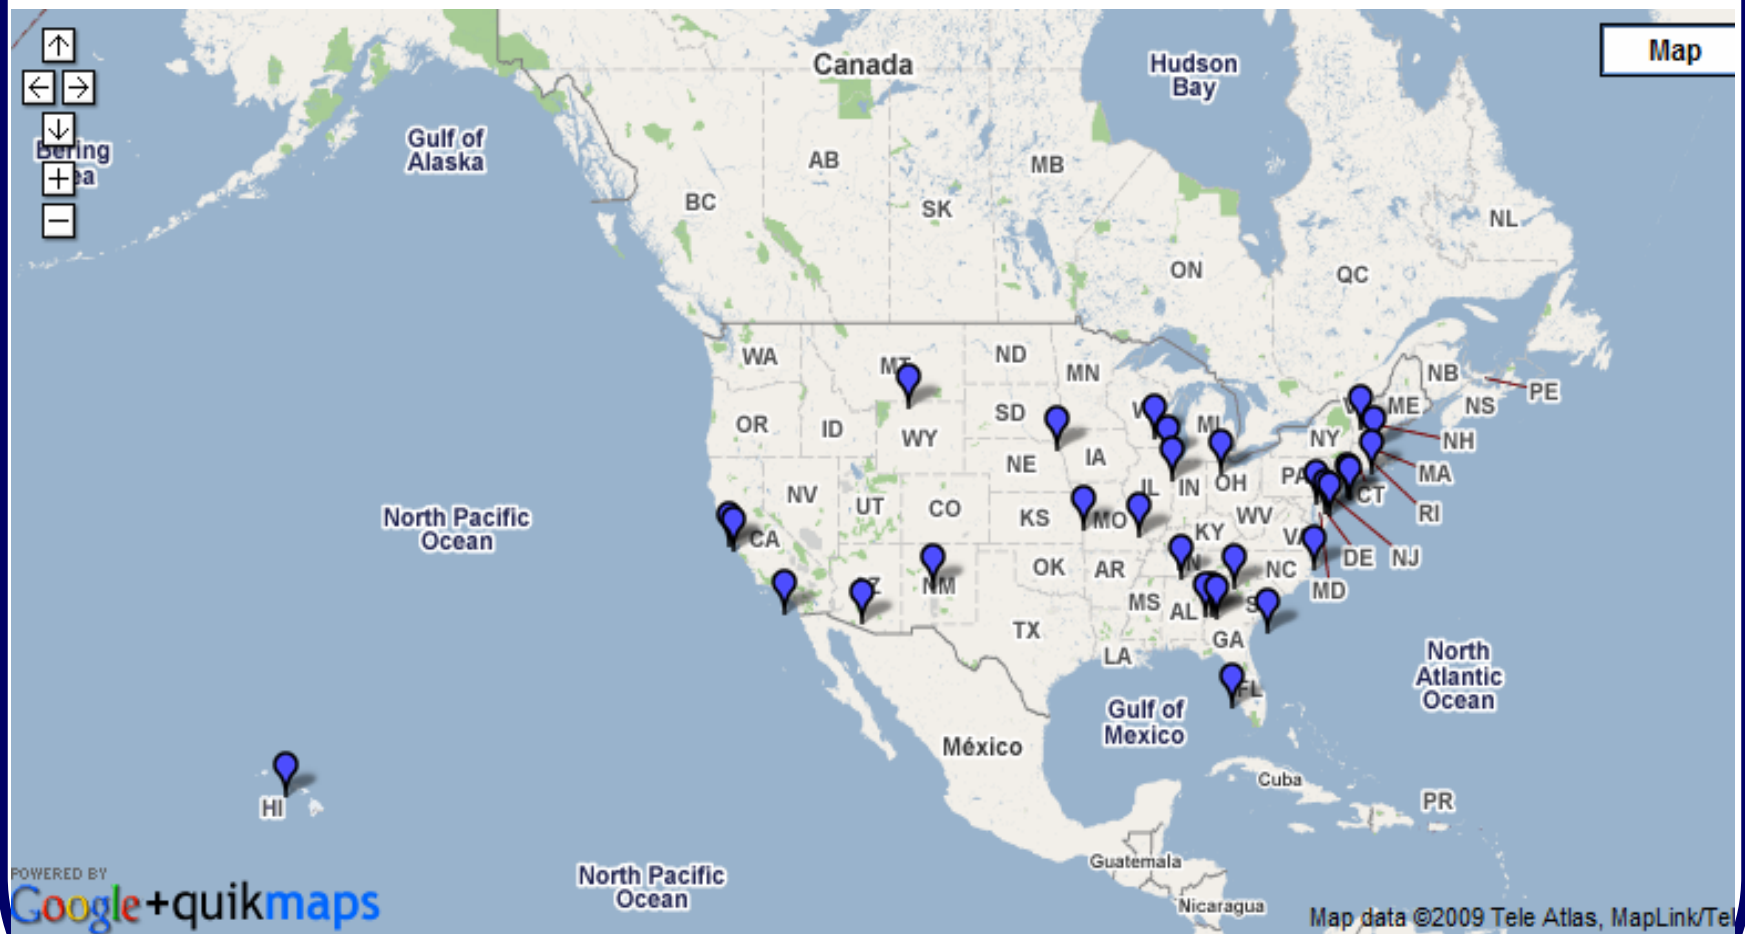 Map
Canada
Hudson
Bay
Gulf of
Alaska
Bering
AB
MB
BC
SK
NL
ON
QC
WA
MT
ND
MN
NB
PE
OR
ID
SD
MI
ME
NS
WY
NY
NH
NE
IA
PA
MA
NV
UT
CO
IL
IN
OH
CT
RI
North Pacific
Ocean
CA
KS
MO
KY
WV
VA
DE
NJ
NM
OK
AR
NC
MD
MS
AL
TX
GA
LA
FL
North
Atlantic
Ocean
Gulf of
Mexico
México
Cuba
PR
HI
Guatemala
Nicaragua
North Pacific
Ocean
POWERED BY
Google+quikmaps
Map data ©2009 Tele Atlas, MapLink/Tel